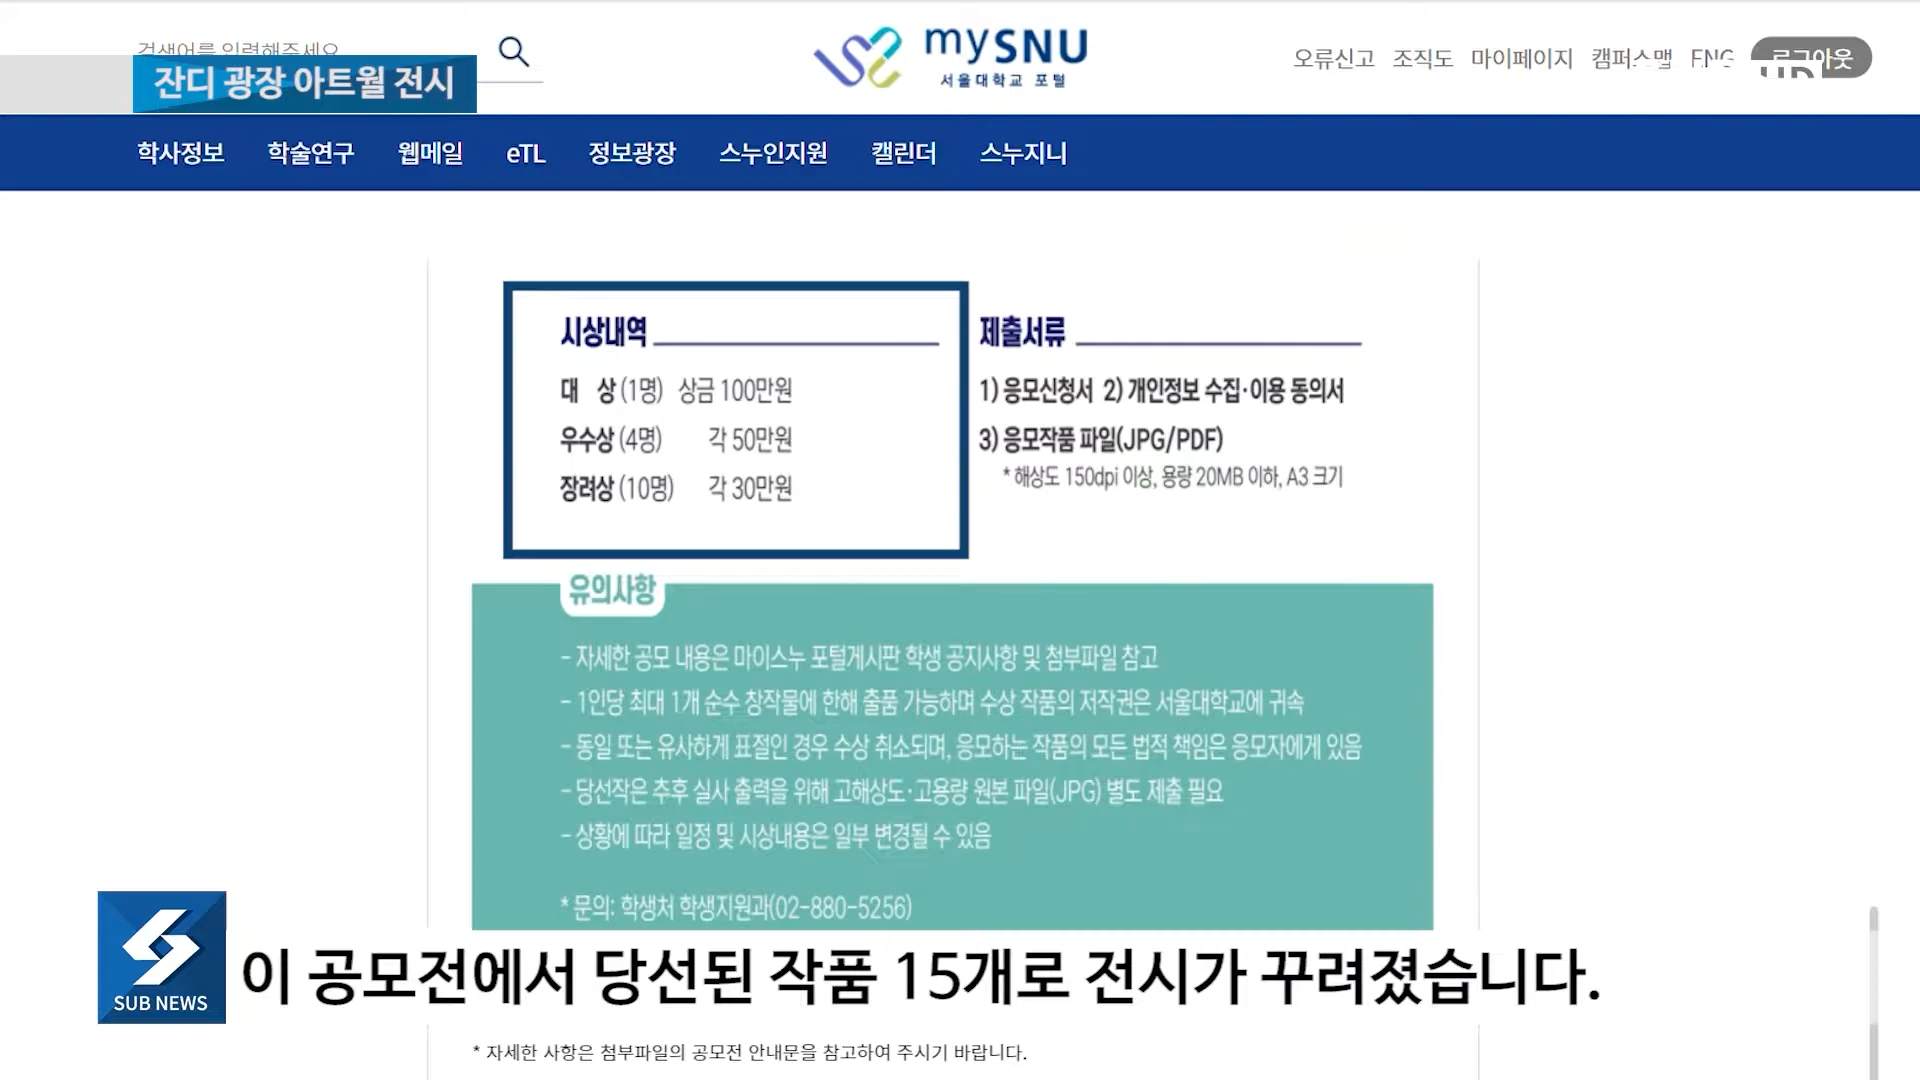 검색어를 입력해주세요
잔디 광장 아트월 전시
mySNU
서울대학교 포털
오류신고 조직도 마이페이지 캠퍼스맵 ENG
학사정보 학술연구 웹메일 eTL 정보광장 스누인지원 캘린더 스누지니
시상내역
대 상 (1명) 상금 100만원
우수상 (4명) 각 50만원
장려상 (10명) 각 30만원
제출서류
1) 응모신청서 2) 개인정보 수집·이용 동의서
3) 응모작품 파일(JPG/PDF)
* 해상도 150dpi 이상, 용량 20MB 이하, A3 크기
유의사항
- 자세한 공모 내용은 마이스누 포털게시판 학생 공지사항 및 첨부파일 참고
- 1인당 최대 1개 순수 창작물에 한해 출품 가능하며 수상 작품의 저작권은 서울대학교에 귀속
- 동일 또는 유사하게 표절인 경우 수상 취소되며, 응모하는 작품의 모든 법적 책임은 응모자에게 있음
- 당선작은 추후 실사 출력을 위해 고해상도·고용량 원본 파일(JPG) 별도 제출 필요
- 상황에 따라 일정 및 시상내용은 일부 변경될 수 있음
* 문의: 학생처 학생지원과(02-880-5256)
SUB NEWS
이 공모전에서 당선된 작품 15개로 전시가 꾸려졌습니다.
* 자세한 사항은 첨부파일의 공모전 안내문을 참고하여 주시기 바랍니다.